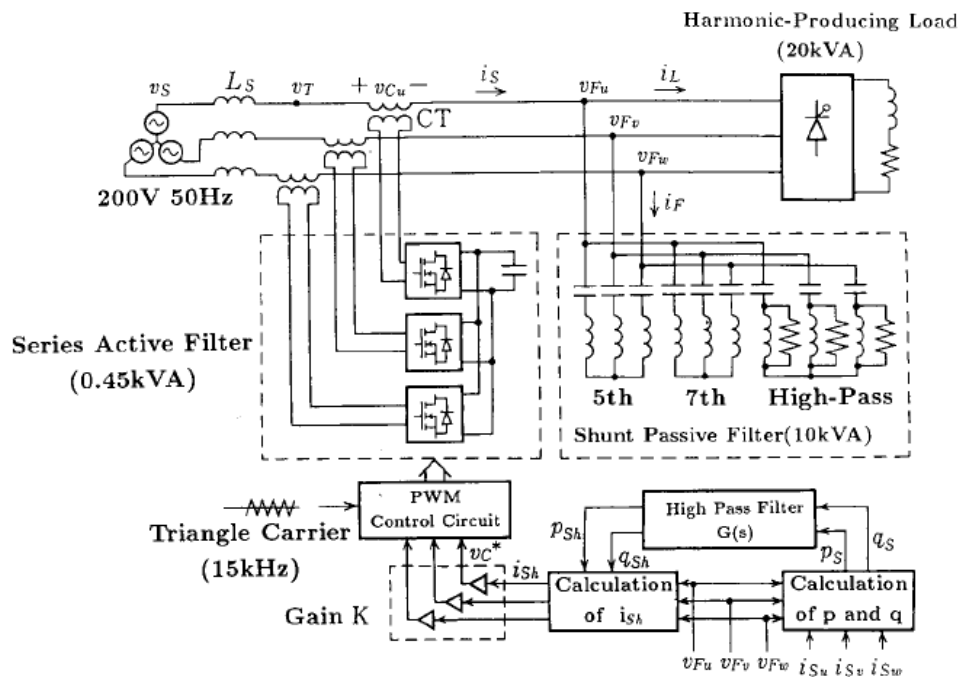 Harmonic-Producing Load
(20kVA)
vS
LS
vT
+ vCu −
iS
vFu
iL
CT
vFv
vFw
200V 50Hz
iF
Series Active Filter
(0.45kVA)
5th
7th
High-Pass
Shunt Passive Filter(10kVA)
PWM
Control Circuit
High Pass Filter
G(s)
Triangle Carrier
(15kHz)
vC*
pSh
qSh
pS
qS
iSh
Gain K
Calculation
of iSh
Calculation
of p and q
vFu vFv vFw
iSu iSv iSw